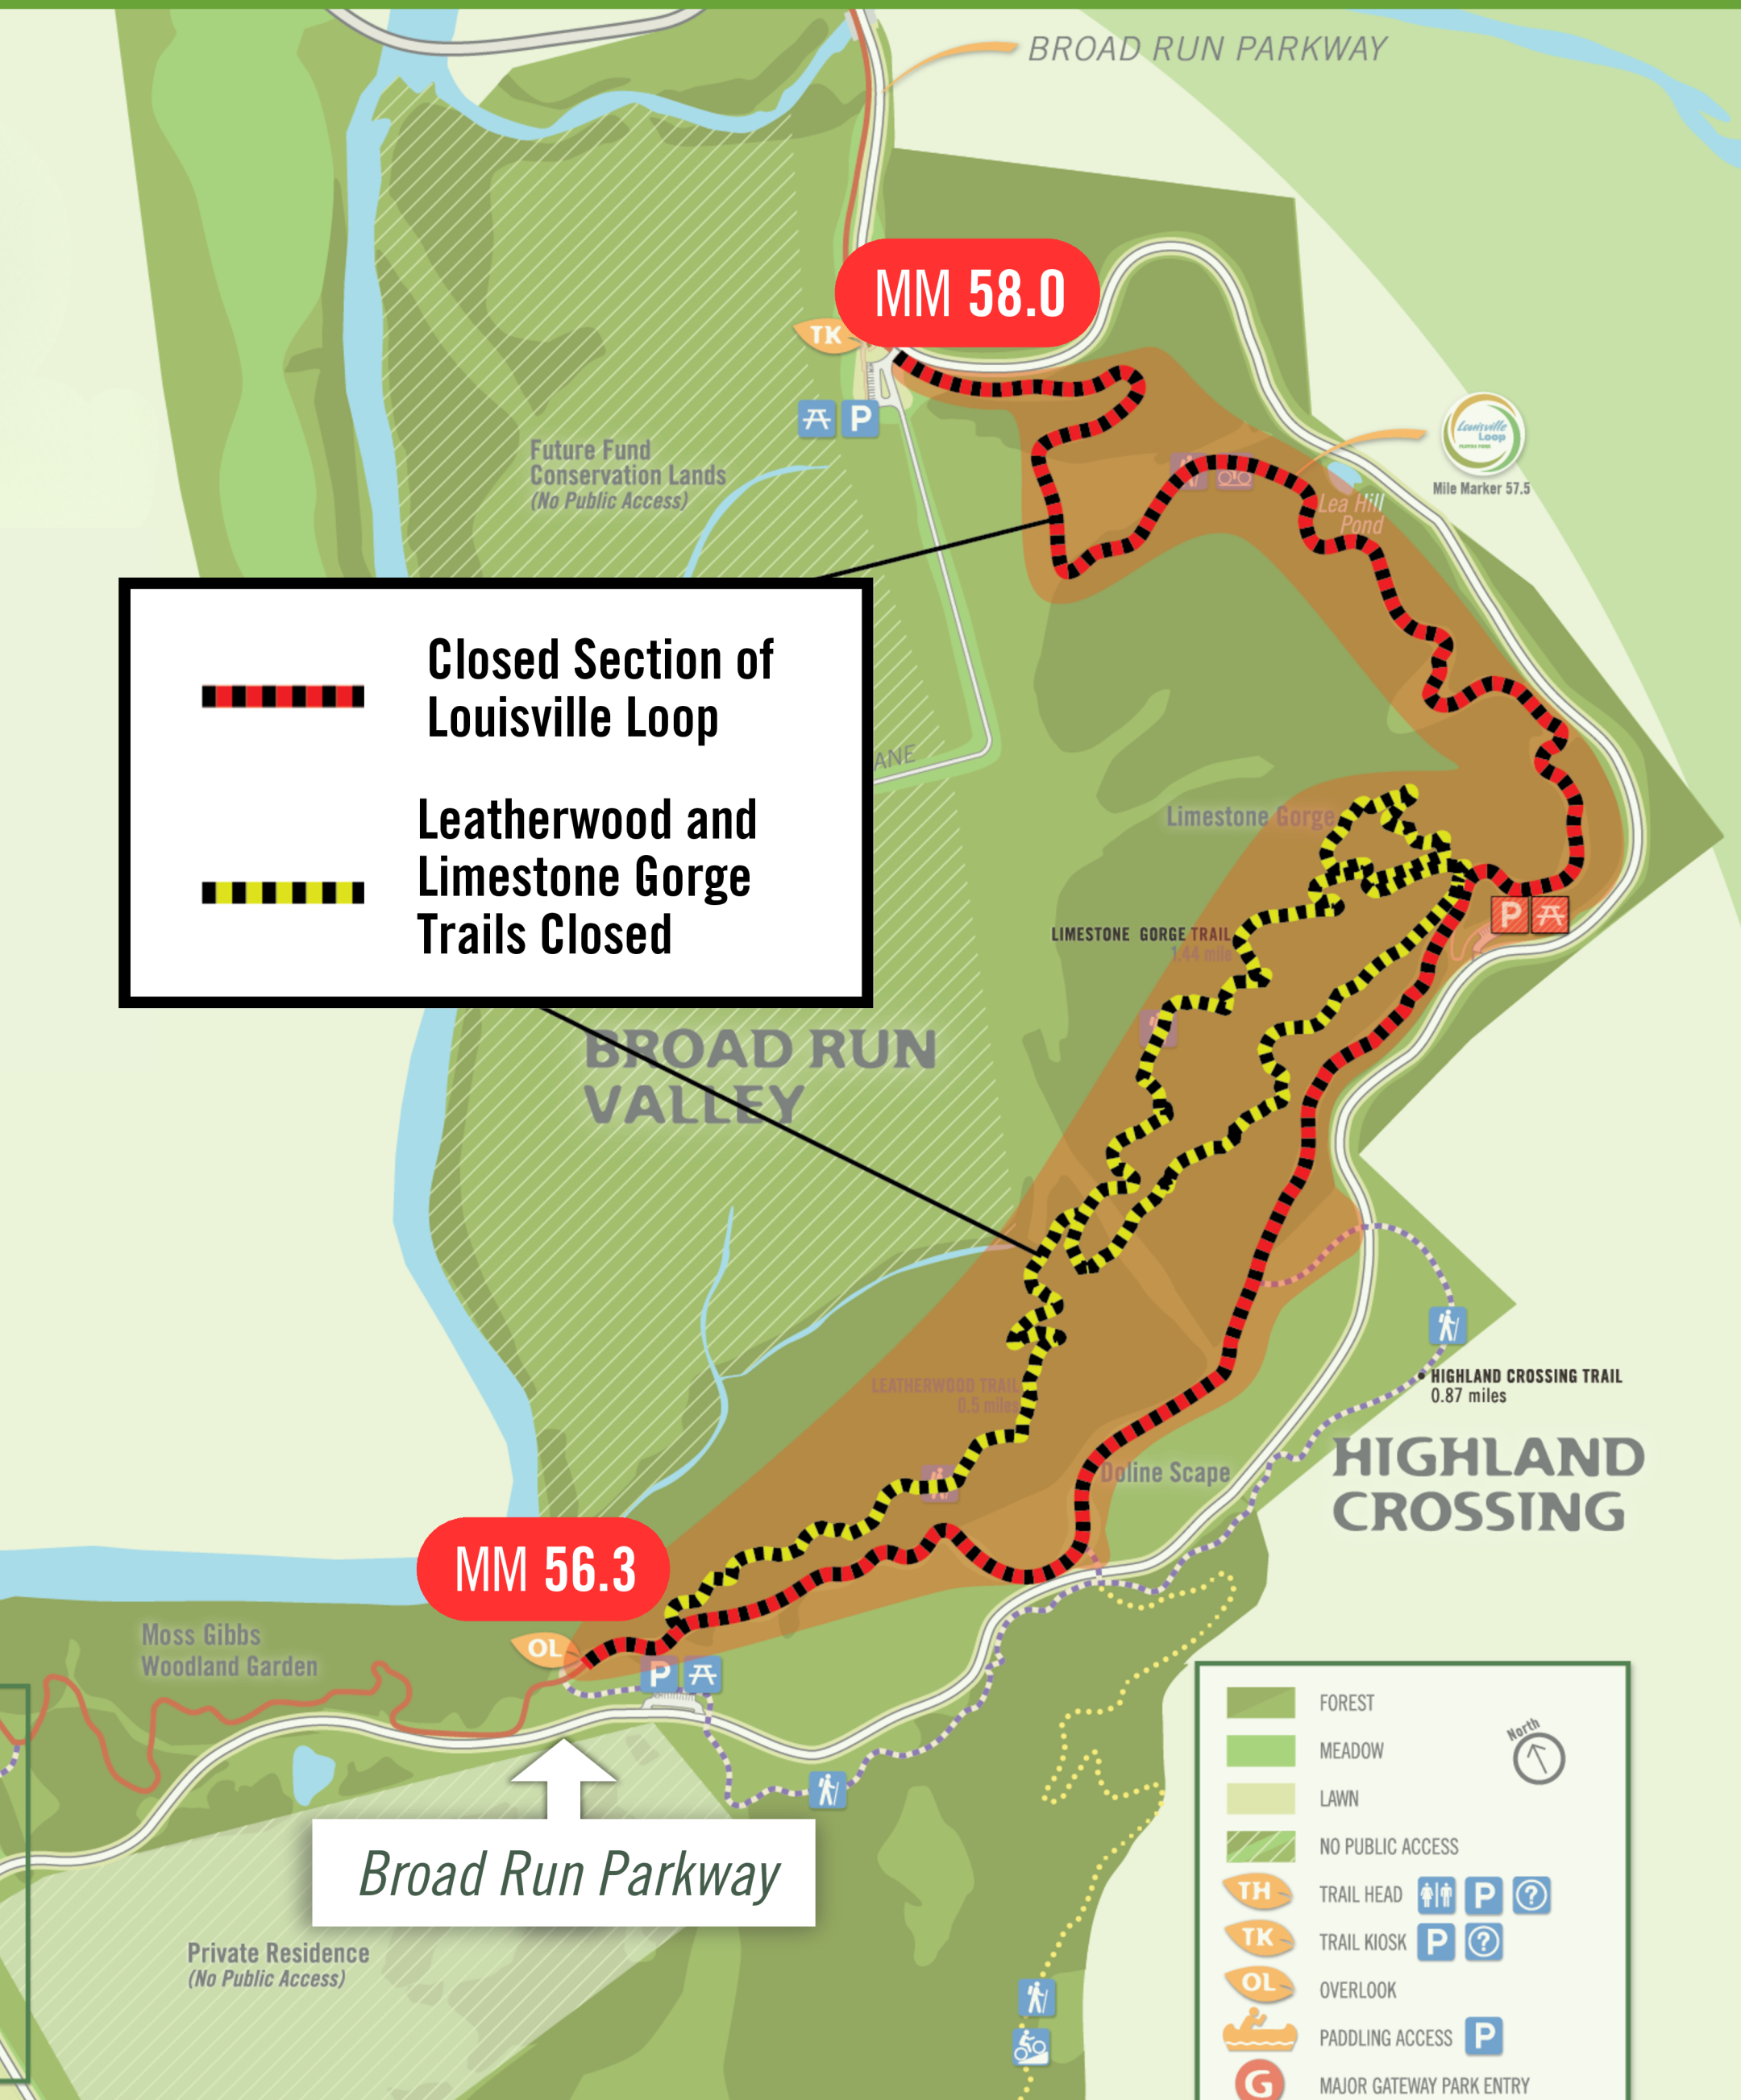 BROAD RUN PARKWAY
MM 58.0
TK
P
Louisville
Loop
Mile Marker 57.5
Future Fund
Conservation Lands
(No Public Access)
Lea Hill
Pond
Closed Section of
Louisville Loop
Leatherwood and
Limestone Gorge
Trails Closed
ANE
Limestone Gorge
P
LIMESTONE GORGE TRAIL
1.44 mile
BROAD RUN
VALLEY
HIGHLAND CROSSING TRAIL
0.87 miles
LEATHERWOOD TRAIL
0.5 miles
HIGHLAND
CROSSING
Doline Scape
MM 56.3
Moss Gibbs
Woodland Garden
OL
P
Broad Run Parkway
Private Residence
(No Public Access)
FOREST
North
MEADOW
LAWN
NO PUBLIC ACCESS
TH TRAIL HEAD P ?
TK TRAIL KIOSK P ?
OL OVERLOOK
PADDLING ACCESS P
G MAJOR GATEWAY PARK ENTRY